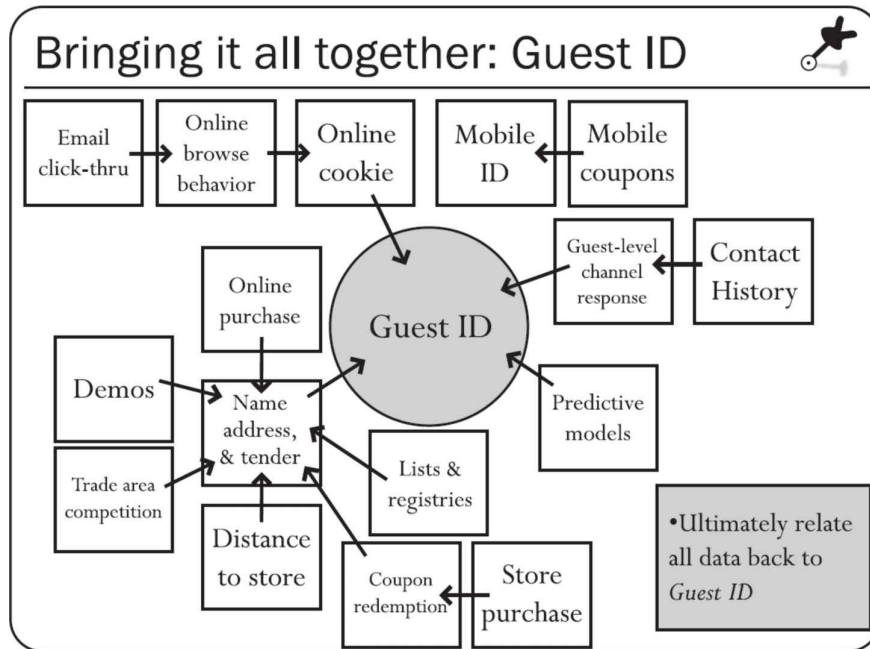 Bringing it all together: Guest ID
Email
click-thru
Online
browse
behavior
Online
cookie
Mobile
ID
Mobile
coupons
Guest-level
channel
response
Contact
History
Online
purchase
Guest ID
Demos
Name
address,
& tender
Predictive
models
Trade area
competition
Lists &
registries
Distance
to store
Coupon
redemption
Store
purchase
•Ultimately relate
all data back to
Guest ID